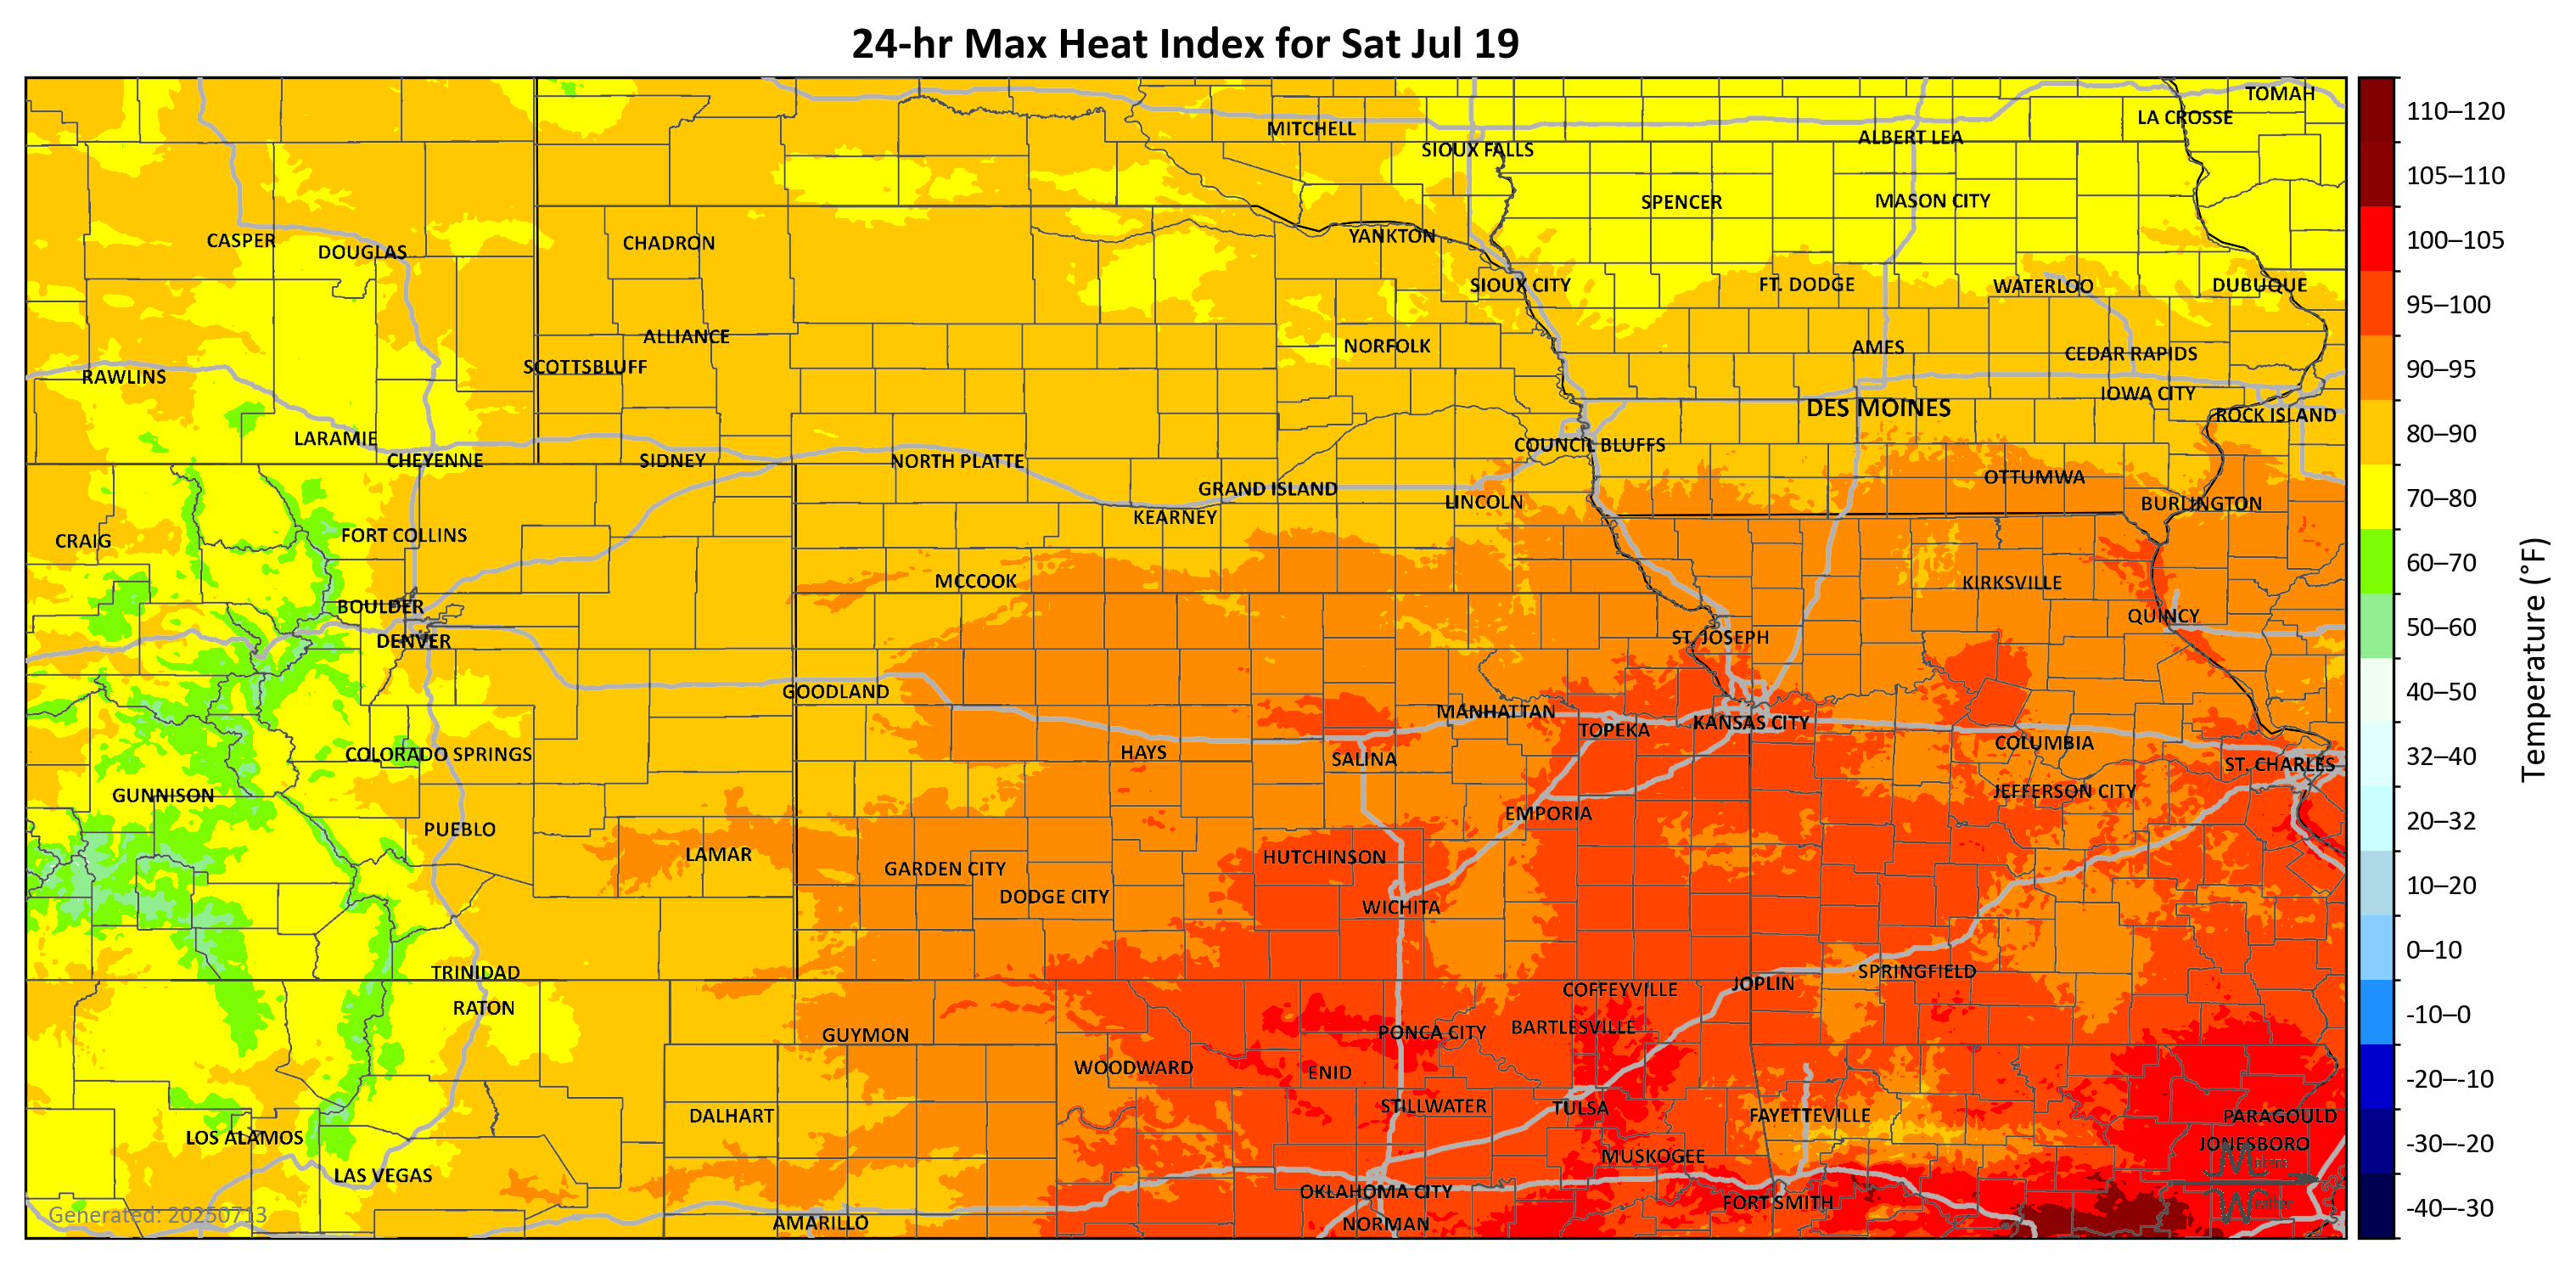 24-hr Max Heat Index for Sat Jul 19
TOMAH
LA CROSSE
MITCHELL
ALBERT LEA
SIOUX FALLS
SPENCER
MASON CITY
CASPER
DOUGLAS
CHADRON
YANKTON
SIOUX CITY
FT. DODGE
WATERLOO
DUBUQUE
ALLIANCE
NORFOLK
AMES
CEDAR RAPIDS
SCOTTSBLUFF
RAWLINS
IOWA CITY
DES MOINES
ROCK ISLAND
LARAMIE
COUNCIL BLUFFS
CHEYENNE
SIDNEY
NORTH PLATTE
OTTUMWA
GRAND ISLAND
LINCOLN
BURLINGTON
KEARNEY
CRAIG
FORT COLLINS
MCCOOK
KIRKSVILLE
BOULDER
QUINCY
DENVER
ST. JOSEPH
GOODLAND
MANHATTAN
KANSAS CITY
TOPEKA
COLORADO SPRINGS
HAYS
SALINA
COLUMBIA
ST. CHARLES
GUNNISON
JEFFERSON CITY
EMPORIA
PUEBLO
LAMAR
HUTCHINSON
GARDEN CITY
DODGE CITY
WICHITA
TRINIDAD
SPRINGFIELD
JOPLIN
COFFEYVILLE
RATON
GUYMON
PONCA CITY
BARTLESVILLE
WOODWARD
ENID
DALHART
STILLWATER
TULSA
FAYETTEVILLE
PARAGOULD
LOS ALAMOS
JONESBORO
MUSKOGEE
LAS VEGAS
OKLAHOMA CITY
FORT SMITH
AMARILLO
NORMAN
Generated: 20250713
110–120
105–110
100–105
95–100
90–95
80–90
70–80
60–70
50–60
40–50
32–40
20–32
10–20
0–10
-10–0
-20–-10
-30–-20
-40–-30
Temperature (°F)